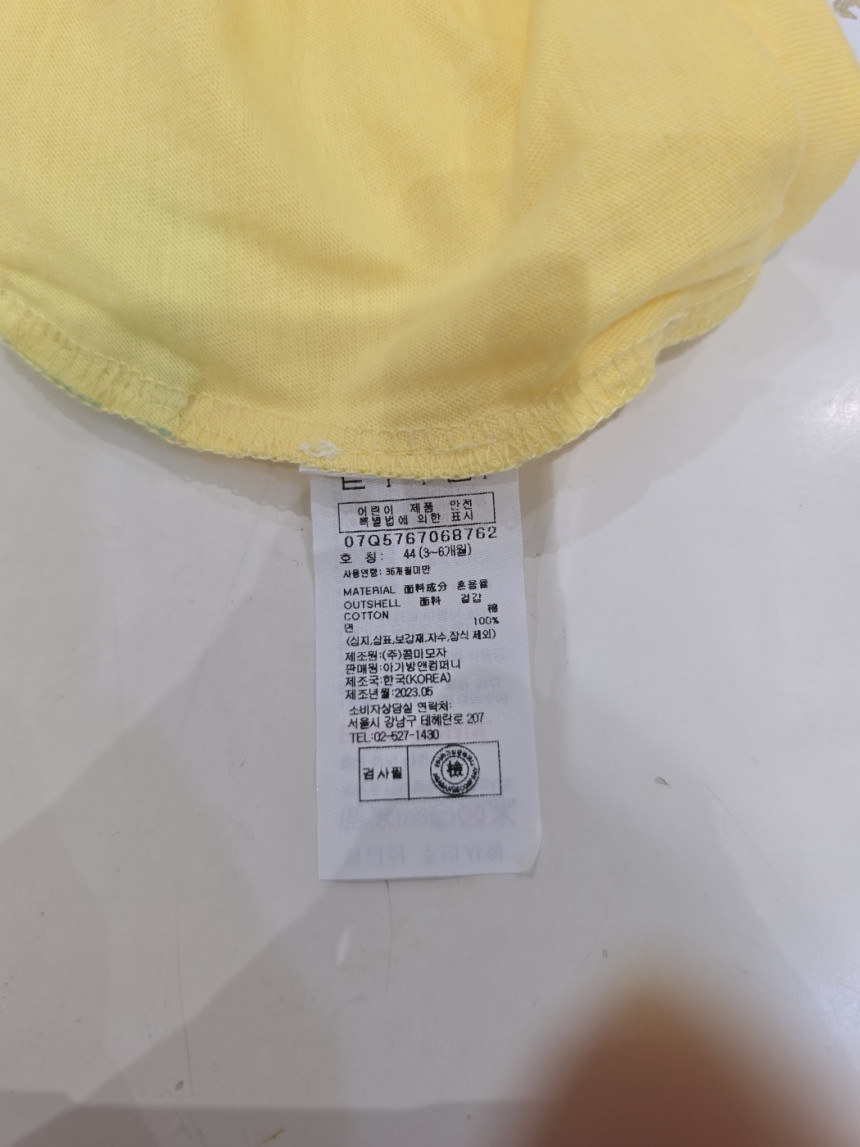 어린이 제품 안전
특별법에 의한 표시
07Q5767068762
호 칭: 44 (3~6개월)
사용연령: 36개월미만
MATERIAL 面料成分 혼용율
OUTSHELL 面料 겉감
COTTON 棉
면 100%
(심지,상표,보강재,자수,장식 제외)
제조원:(주)꼼미모자
판매원:아가방앤컴퍼니
제조국:한국(KOREA)
제조년월:2023.05
소비자상담실 연락처:
서울시 강남구 테헤란로 207
TEL:02-527-1430
검사필
檢